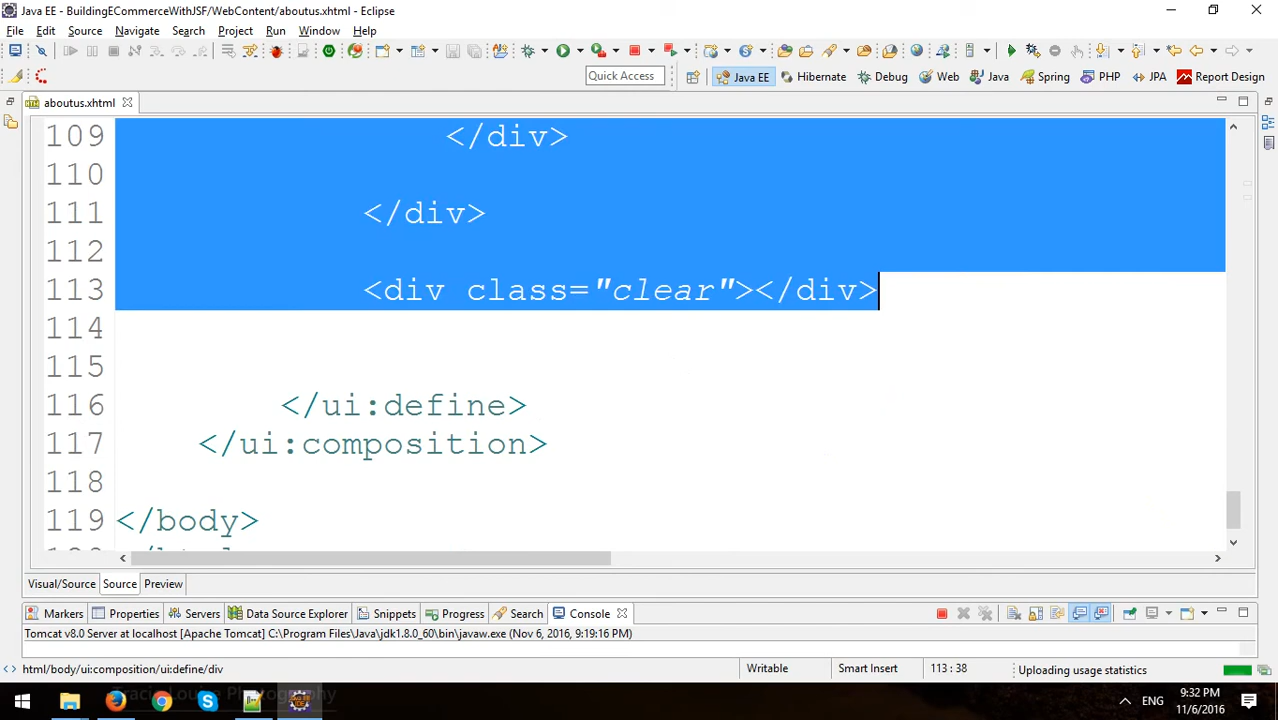 Java EE - BuildingECommerceWithJSF/WebContent/aboutus.xhtml - Eclipse
File Edit Source Navigate Search Project Run Window Help
Quick Access Java EE Hibernate Debug Web Java Spring PHP JPA Report Design
aboutus.xhtml
109 </div>
110
111 </div>
112
113 <div class="clear"></div>
114
115
116 </ui:define>
117 </ui:composition>
118
119 </body>
Visual/Source Source Preview
Markers Properties Servers Data Source Explorer Snippets Progress Search Console
Tomcat v8.0 Server at localhost [Apache Tomcat] C:\Program Files\Java\jdk1.8.0_60\bin\javaw.exe (Nov 6, 2016, 9:19:16 PM)
html/body/ui:composition/ui:define/div Writable Smart Insert 113 : 38 Uploading usage statistics
Photography
ENG 9:32 PM
11/6/2016